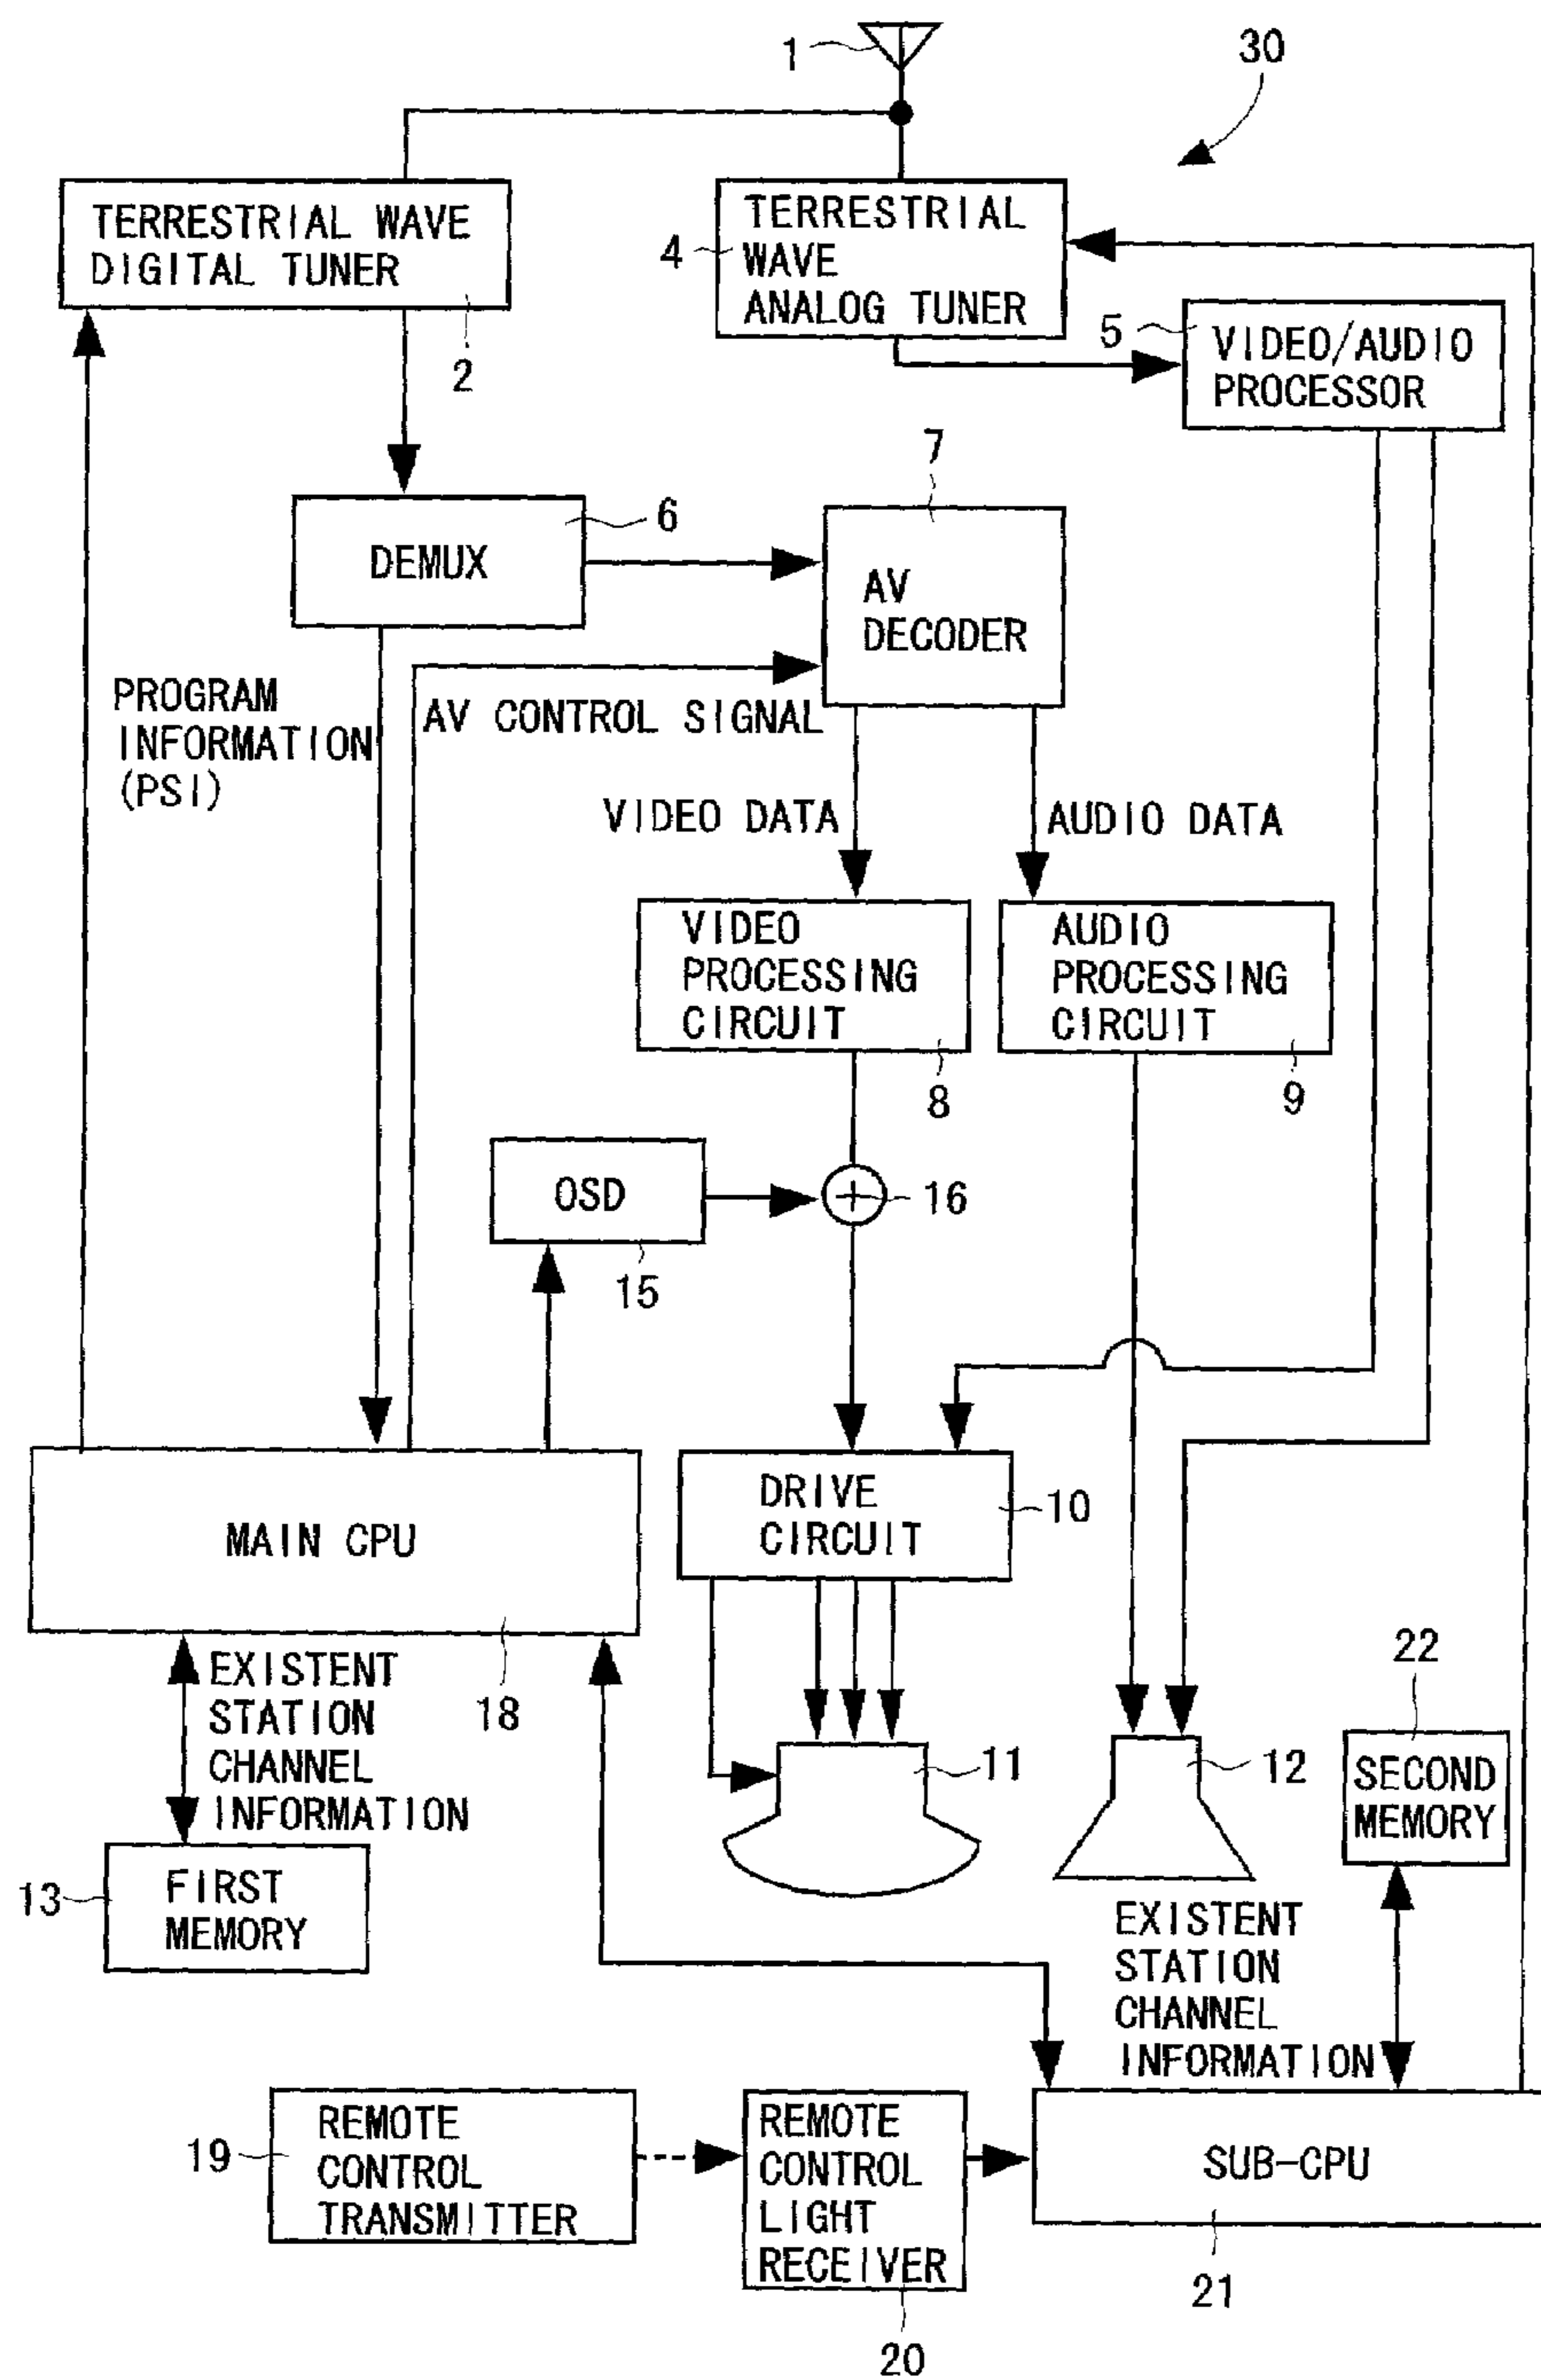 1
30
TERRESTRIAL WAVE
DIGITAL TUNER
2
4
TERRESTRIAL
WAVE
ANALOG TUNER
5
VIDEO/AUDIO
PROCESSOR
DEMUX
6
7
AV
DECODER
PROGRAM
INFORMATION
(PSI)
AV CONTROL SIGNAL
VIDEO DATA
AUDIO DATA
VIDEO
PROCESSING
CIRCUIT
8
AUDIO
PROCESSING
CIRCUIT
9
OSD
15
16
MAIN CPU
18
DRIVE
CIRCUIT
10
EXISTENT
STATION
CHANNEL
INFORMATION
11
12
22
SECOND
MEMORY
13
FIRST
MEMORY
EXISTENT
STATION
CHANNEL
INFORMATION
19
REMOTE
CONTROL
TRANSMITTER
REMOTE
CONTROL
LIGHT
RECEIVER
20
SUB-CPU
21